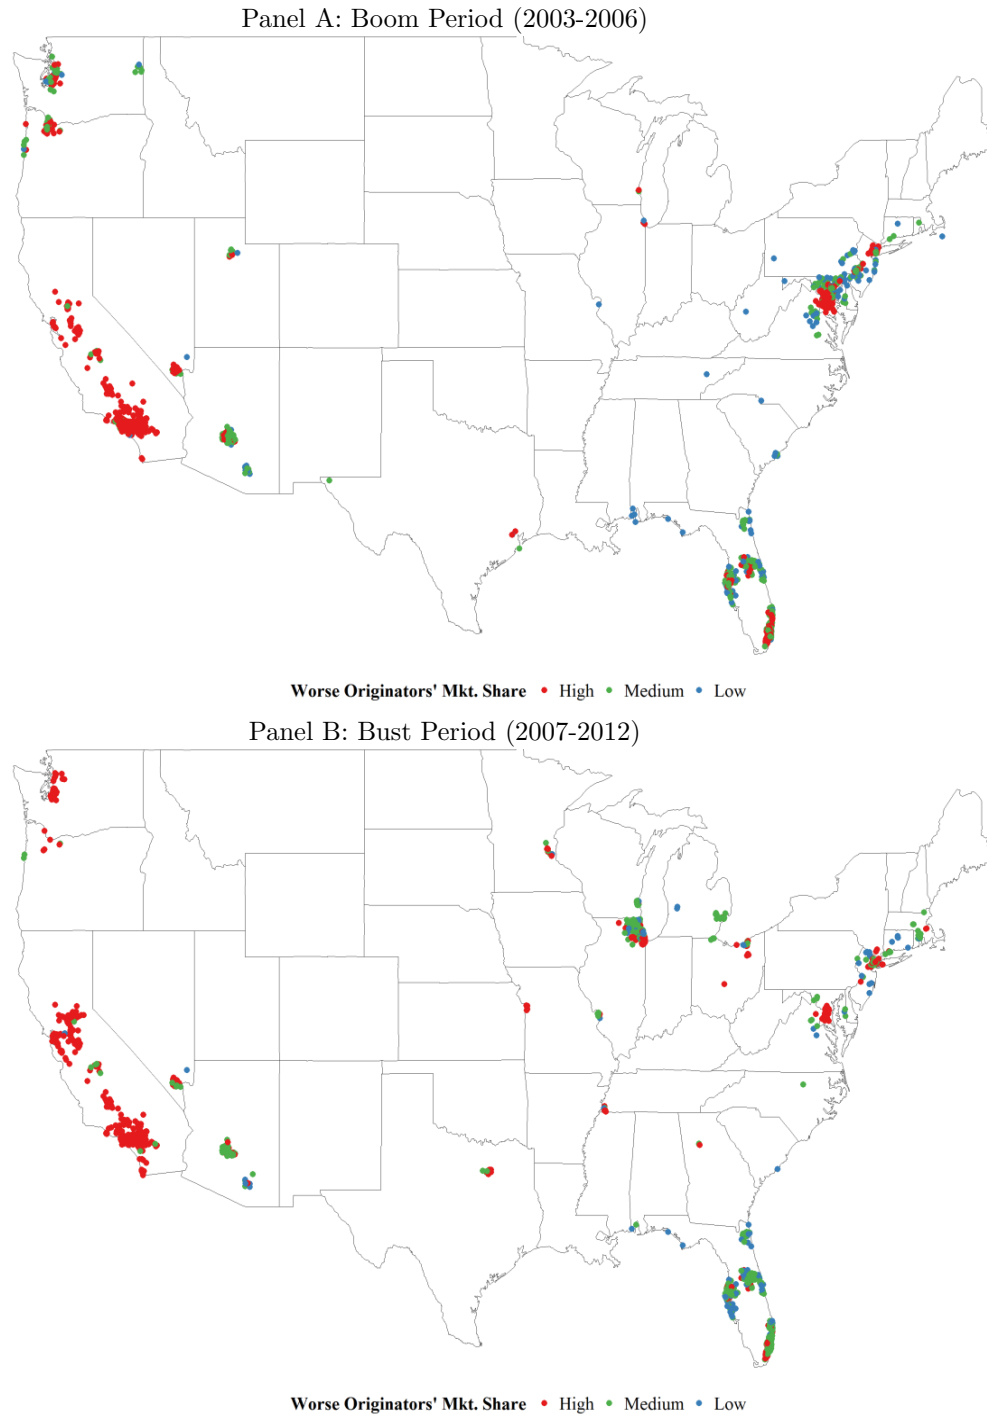 Panel A: Boom Period (2003-2006)
Worse Originators' Mkt. Share High Medium Low
Panel B: Bust Period (2007-2012)
Worse Originators' Mkt. Share High Medium Low